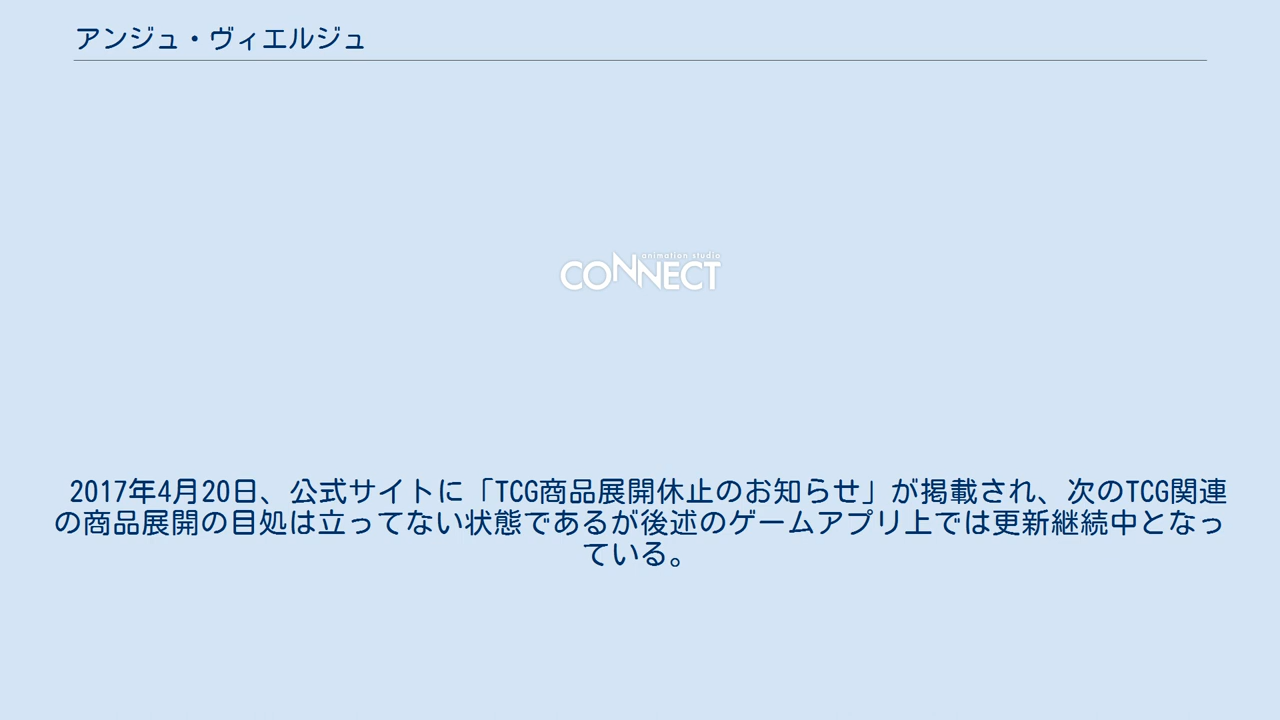 アンジュ・ヴィエルジュ
animation studio
CONNECT
2017年4月20日、公式サイトに「TCG商品展開休止のお知らせ」が掲載され、次のTCG関連
の商品展開の目処は立ってない状態であるが後述のゲームアプリ上では更新継続中となっ
ている。